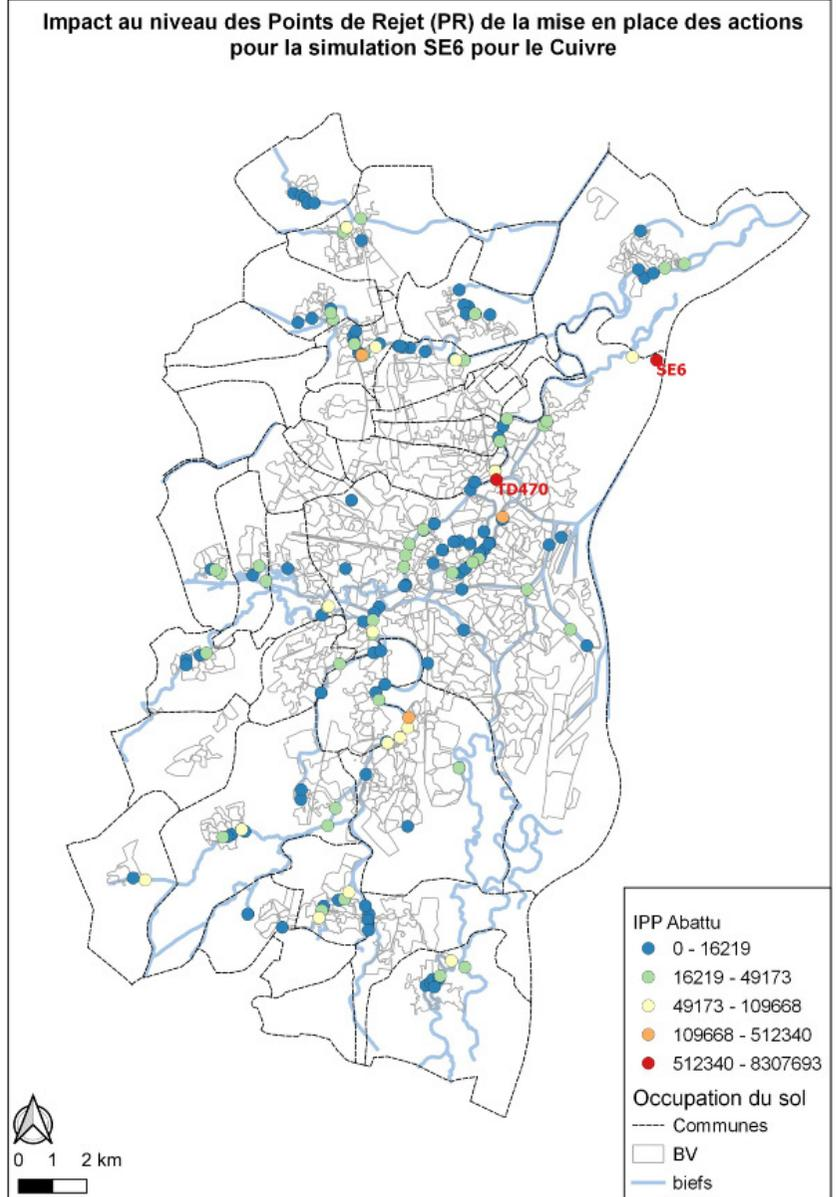 Impact au niveau des Points de Rejet (PR) de la mise en place des actions
pour la simulation SE6 pour le Cuivre
SE6
TD470
IPP Abattu
0 - 16219
16219 - 49173
49173 - 109668
109668 - 512340
512340 - 8307693
Occupation du sol
Communes
BV
biefs
0 1 2 km